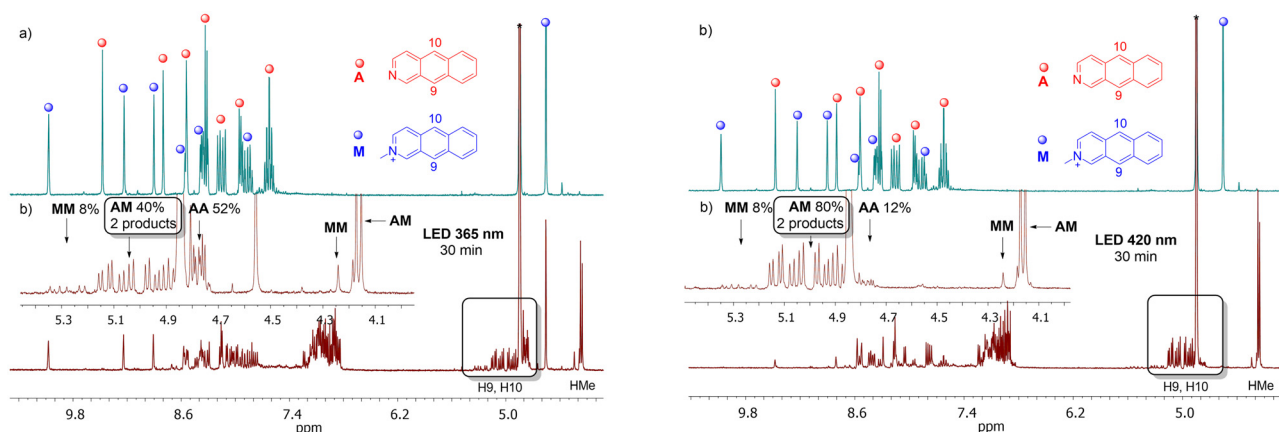 a)
10
N
A
9
*
10
M
N
+
9
b)
MM 8%
AM 40%
2 products
AA 52%
LED 365 nm
30 min
MM
AM
5.3 5.1 4.9 4.7 4.5 4.3 4.1
H9, H10
HMe
9.8 8.6 7.4 6.2 5.0
ppm
b)
10
N
A
9
*
10
M
N
+
9
b)
MM 8%
AM 80%
2 products
AA 12%
LED 420 nm
30 min
MM
AM
5.3 5.1 4.9 4.7 4.5 4.3 4.1
H9, H10
HMe
9.8 8.6 7.4 6.2 5.0
ppm